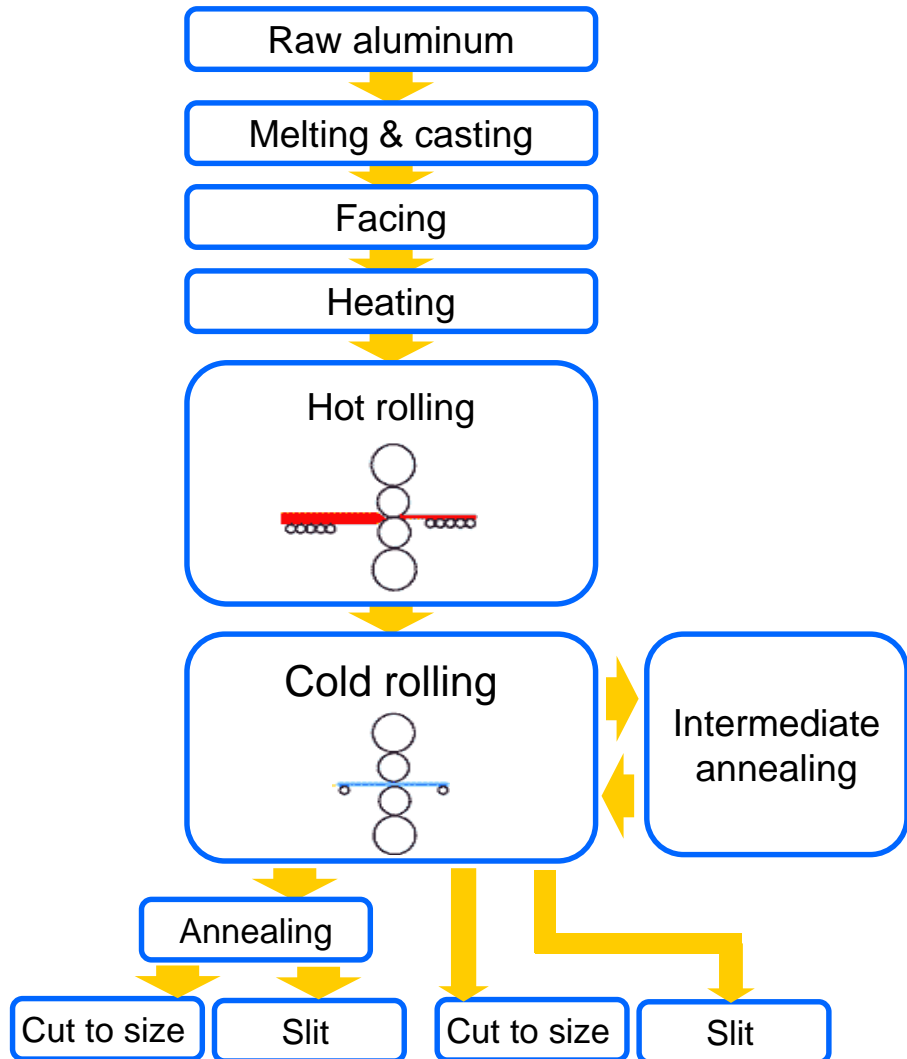 Raw aluminum
Melting & casting
Facing
Heating
Hot rolling
Cold rolling
Intermediate
annealing
Annealing
Cut to size
Slit
Cut to size
Slit